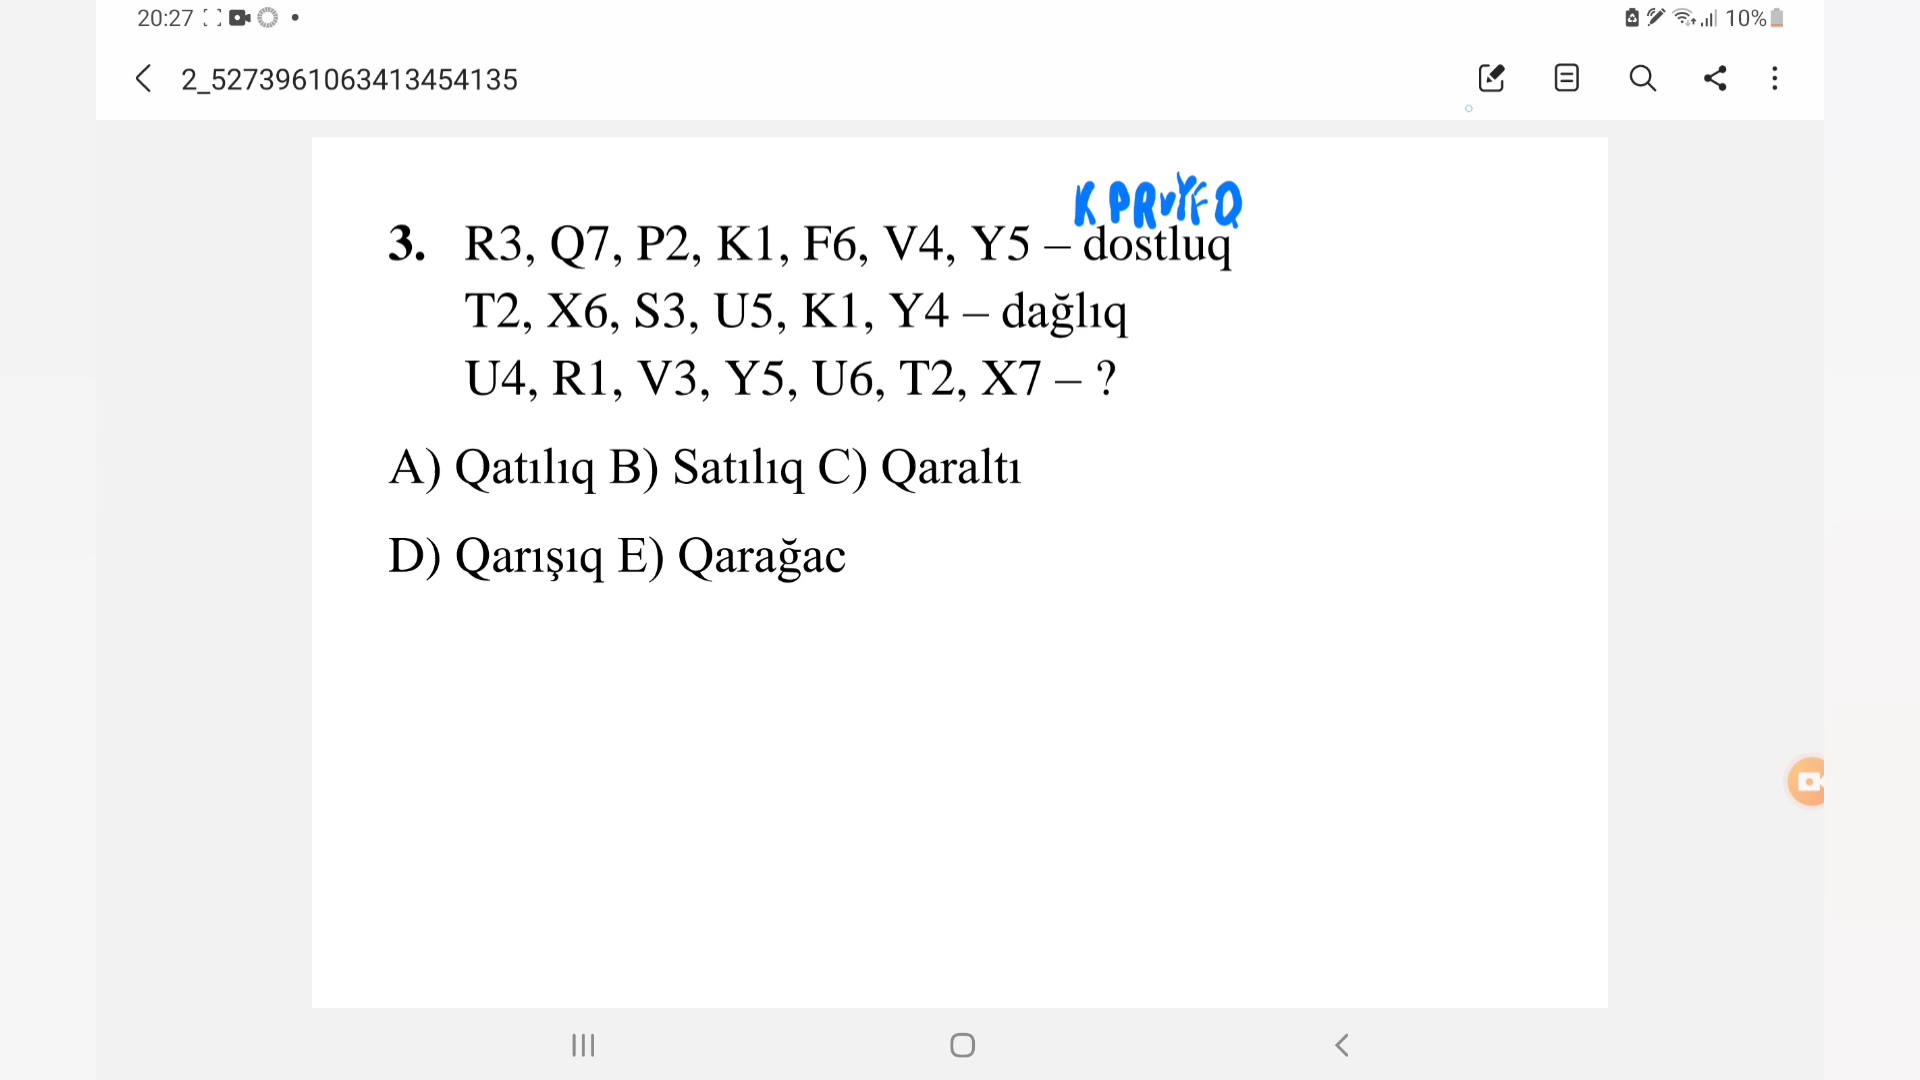 20:27
10%
2_5273961063413454135
K P R V Y F Q
3. R3, Q7, P2, K1, F6, V4, Y5 – dostluq
T2, X6, S3, U5, K1, Y4 – dağlıq
U4, R1, V3, Y5, U6, T2, X7 – ?
A) Qatılıq B) Satılıq C) Qaraltı
D) Qarışıq E) Qarağac